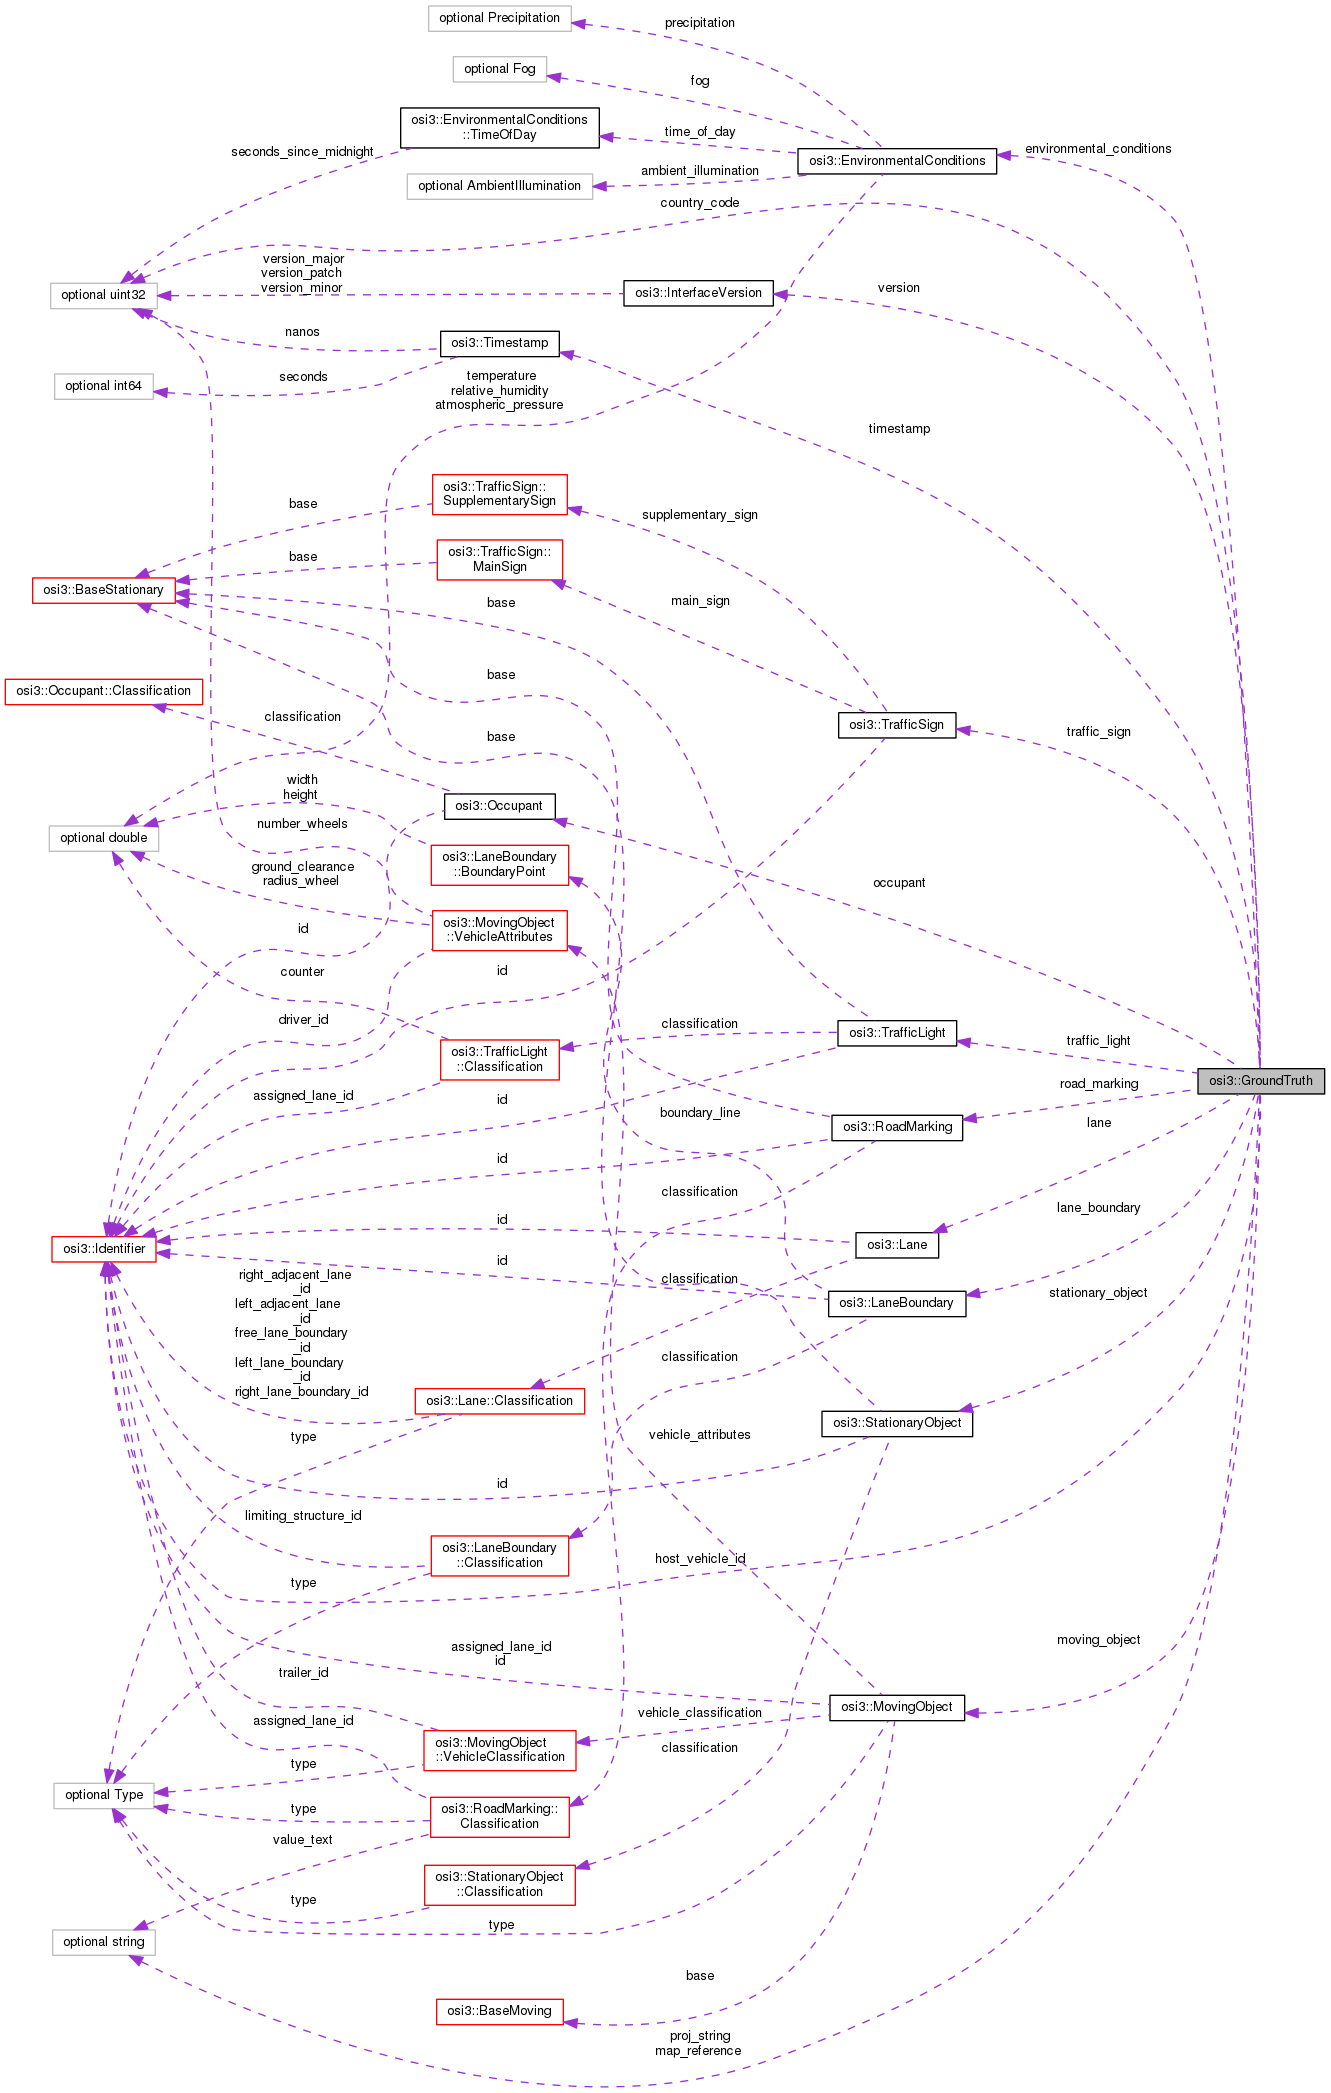 optional Precipitation
precipitation
optional Fog
fog
osi3::EnvironmentalConditions
::TimeOfDay
time_of_day
seconds_since_midnight
osi3::EnvironmentalConditions
environmental_conditions
optional AmbientIllumination
ambient_illumination
country_code
version_major
version_patch
version_minor
optional uint32
osi3::InterfaceVersion
version
nanos
osi3::Timestamp
optional int64
seconds
temperature
relative_humidity
atmospheric_pressure
timestamp
osi3::TrafficSign::
SupplementarySign
base
supplementary_sign
osi3::TrafficSign::
MainSign
base
osi3::BaseStationary
base
main_sign
base
osi3::Occupant::Classification
classification
osi3::TrafficSign
traffic_sign
base
width
height
osi3::Occupant
optional double
number_wheels
osi3::LaneBoundary
::BoundaryPoint
ground_clearance
radius_wheel
occupant
osi3::MovingObject
::VehicleAttributes
id
counter
id
driver_id
classification
osi3::TrafficLight
traffic_light
osi3::TrafficLight
::Classification
osi3::GroundTruth
road_marking
assigned_lane_id
id
boundary_line
osi3::RoadMarking
lane
id
classification
lane_boundary
id
osi3::Identifier
osi3::Lane
id
right_adjacent_lane
_id
left_adjacent_lane
_id
free_lane_boundary
_id
left_lane_boundary
_id
right_lane_boundary_id
classification
osi3::LaneBoundary
stationary_object
classification
osi3::Lane::Classification
osi3::StationaryObject
type
vehicle_attributes
id
limiting_structure_id
osi3::LaneBoundary
::Classification
host_vehicle_id
type
assigned_lane_id
id
moving_object
trailer_id
osi3::MovingObject
vehicle_classification
assigned_lane_id
osi3::MovingObject
::VehicleClassification
classification
type
optional Type
type
osi3::RoadMarking::
Classification
value_text
osi3::StationaryObject
::Classification
type
type
optional string
base
osi3::BaseMoving
proj_string
map_reference